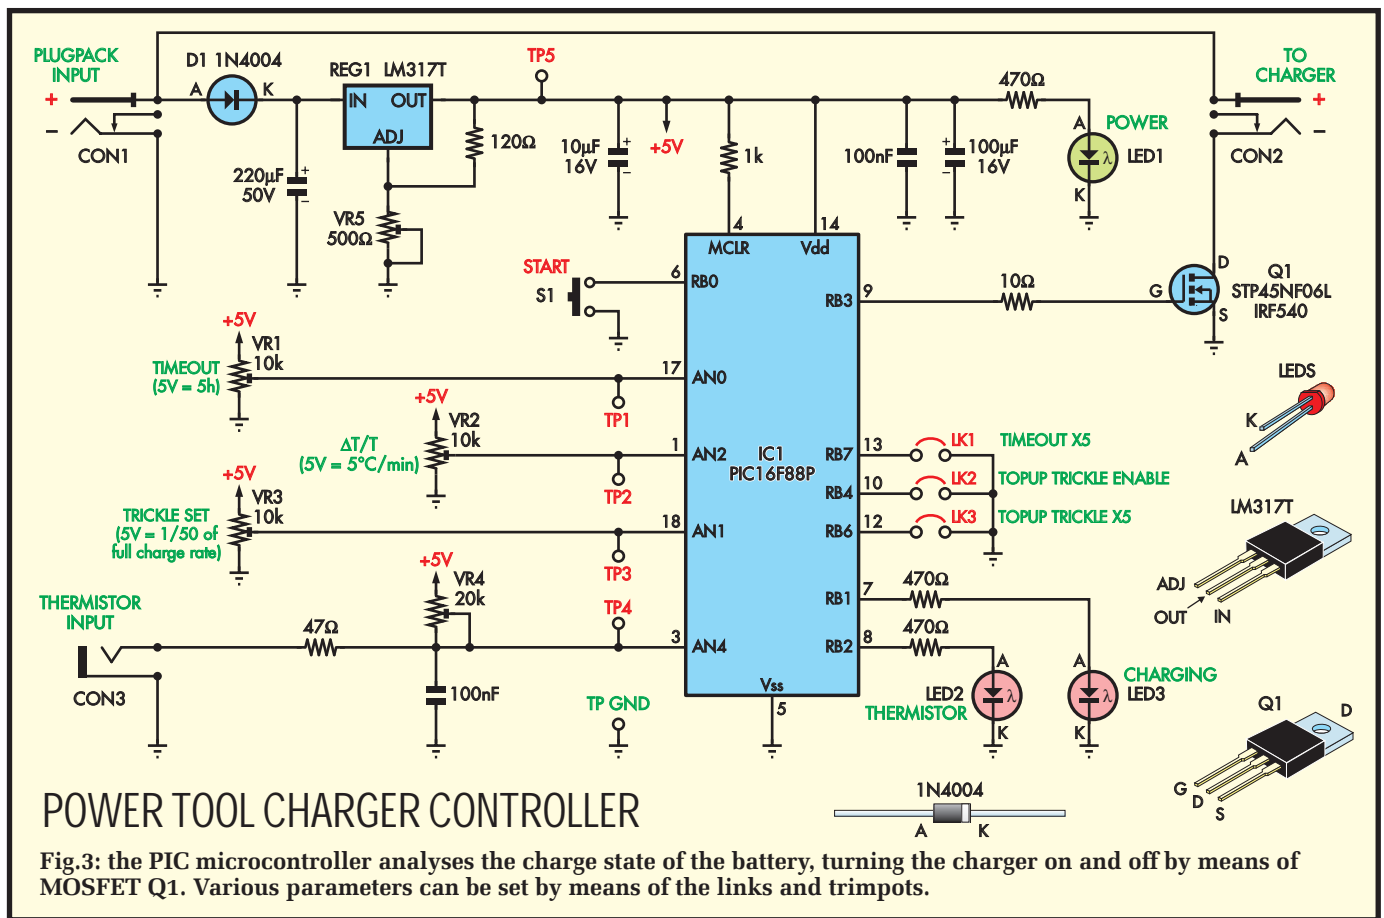 PLUGPACK
INPUT
+
−
CON1
D1 1N4004
A
K
REG1 LM317T
IN
OUT
ADJ
220µF
50V
+
−
VR5
500Ω
120Ω
TP5
10µF
16V
+
−
+5V
1k
100nF
100µF
16V
+
−
470Ω
A
POWER
λ
LED1
K
TO
CHARGER
+
−
CON2
START
S1
6
RB0
4
MCLR
14
Vdd
RB3
9
10Ω
G
D
S
Q1
STP45NF06L
IRF540
+5V
VR1
10k
TIMEOUT
(5V = 5h)
17
AN0
TP1
+5V
VR2
10k
ΔT/T
(5V = 5°C/min)
1
AN2
TP2
+5V
VR3
10k
TRICKLE SET
(5V = 1/50 of
full charge rate)
18
AN1
TP3
IC1
PIC16F88P
RB7
13
LK1
TIMEOUT X5
RB4
10
LK2
TOPUP TRICKLE ENABLE
RB6
12
LK3
TOPUP TRICKLE X5
THERMISTOR
INPUT
CON3
47Ω
+5V
VR4
20k
100nF
TP4
3
AN4
TP GND
Vss
5
RB1
7
470Ω
RB2
8
470Ω
A
λ
LED2
THERMISTOR
K
A
λ
CHARGING
LED3
K
LEDS
K
A
LM317T
ADJ
OUT
IN
Q1
D
G
D
S
1N4004
A
K
POWER TOOL CHARGER CONTROLLER
Fig.3: the PIC microcontroller analyses the charge state of the battery, turning the charger on and off by means of
MOSFET Q1. Various parameters can be set by means of the links and trimpots.